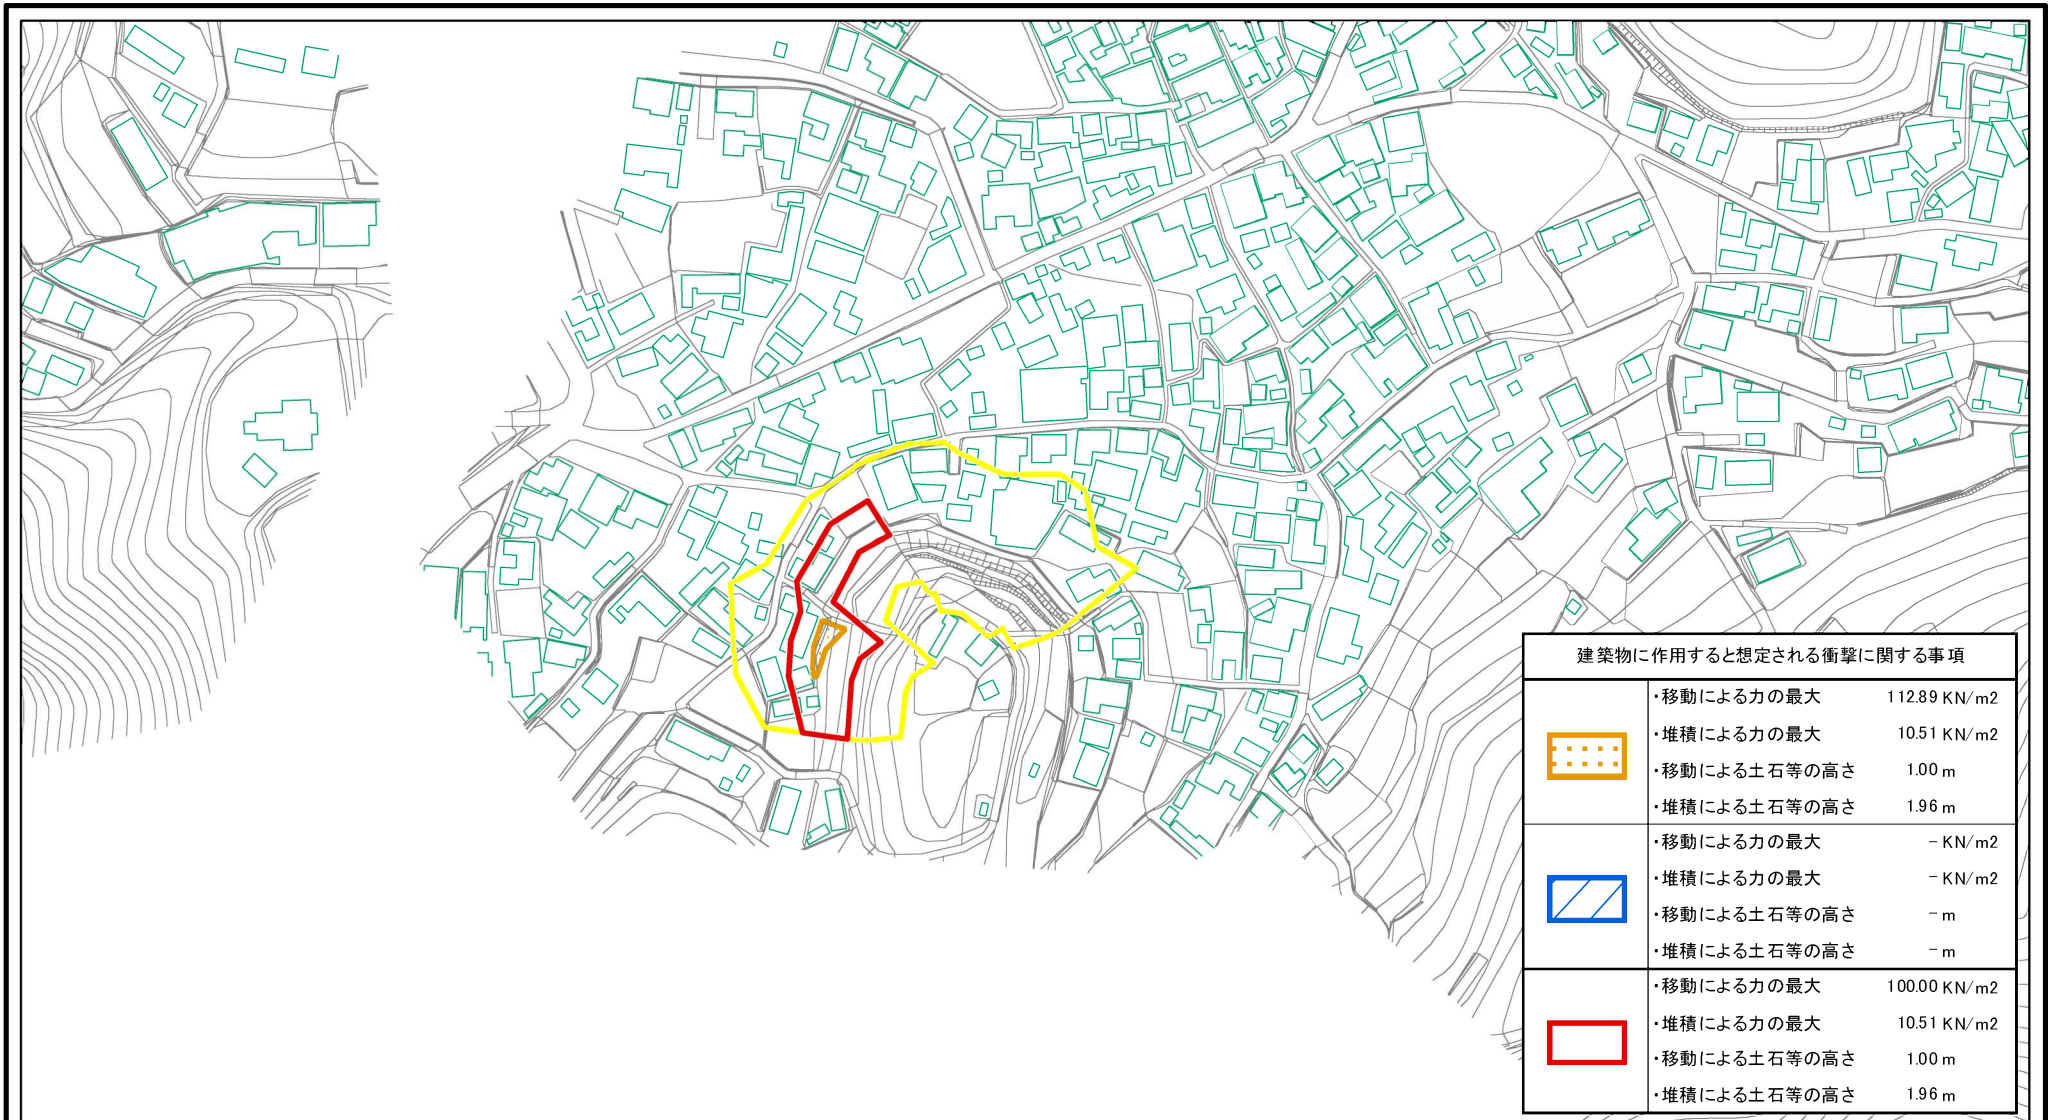 建築物に作用すると想定される衝撃に関する事項
・移動による力の最大 112.89 KN/m2
・堆積による力の最大 10.51 KN/m2
・移動による土石等の高さ 1.00 m
・堆積による土石等の高さ 1.96 m
・移動による力の最大 - KN/m2
・堆積による力の最大 - KN/m2
・移動による土石等の高さ - m
・堆積による土石等の高さ - m
・移動による力の最大 100.00 KN/m2
・堆積による力の最大 10.51 KN/m2
・移動による土石等の高さ 1.00 m
・堆積による土石等の高さ 1.96 m